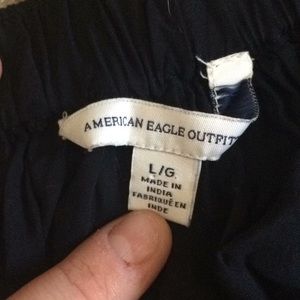 AMERICAN EAGLE OUTFIT
L/G
MADE IN
INDIA
FABRIQUÉ EN
INDE